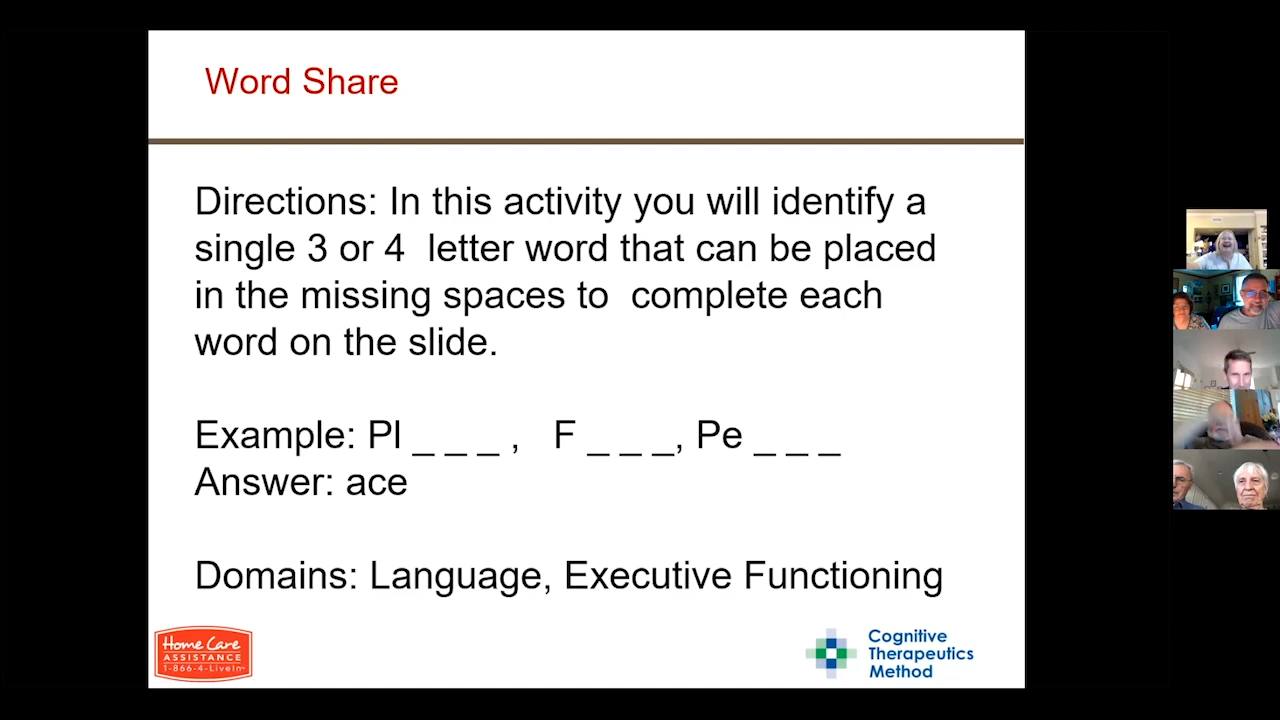 Word Share
Directions: In this activity you will identify a
single 3 or 4 letter word that can be placed
in the missing spaces to complete each
word on the slide.
Example: Pl _ _ _ , F _ _ _, Pe _ _ _
Answer: ace
Domains: Language, Executive Functioning
Home Care
ASSISTANCE
1-866-4-LiveIn
Cognitive
Therapeutics
Method